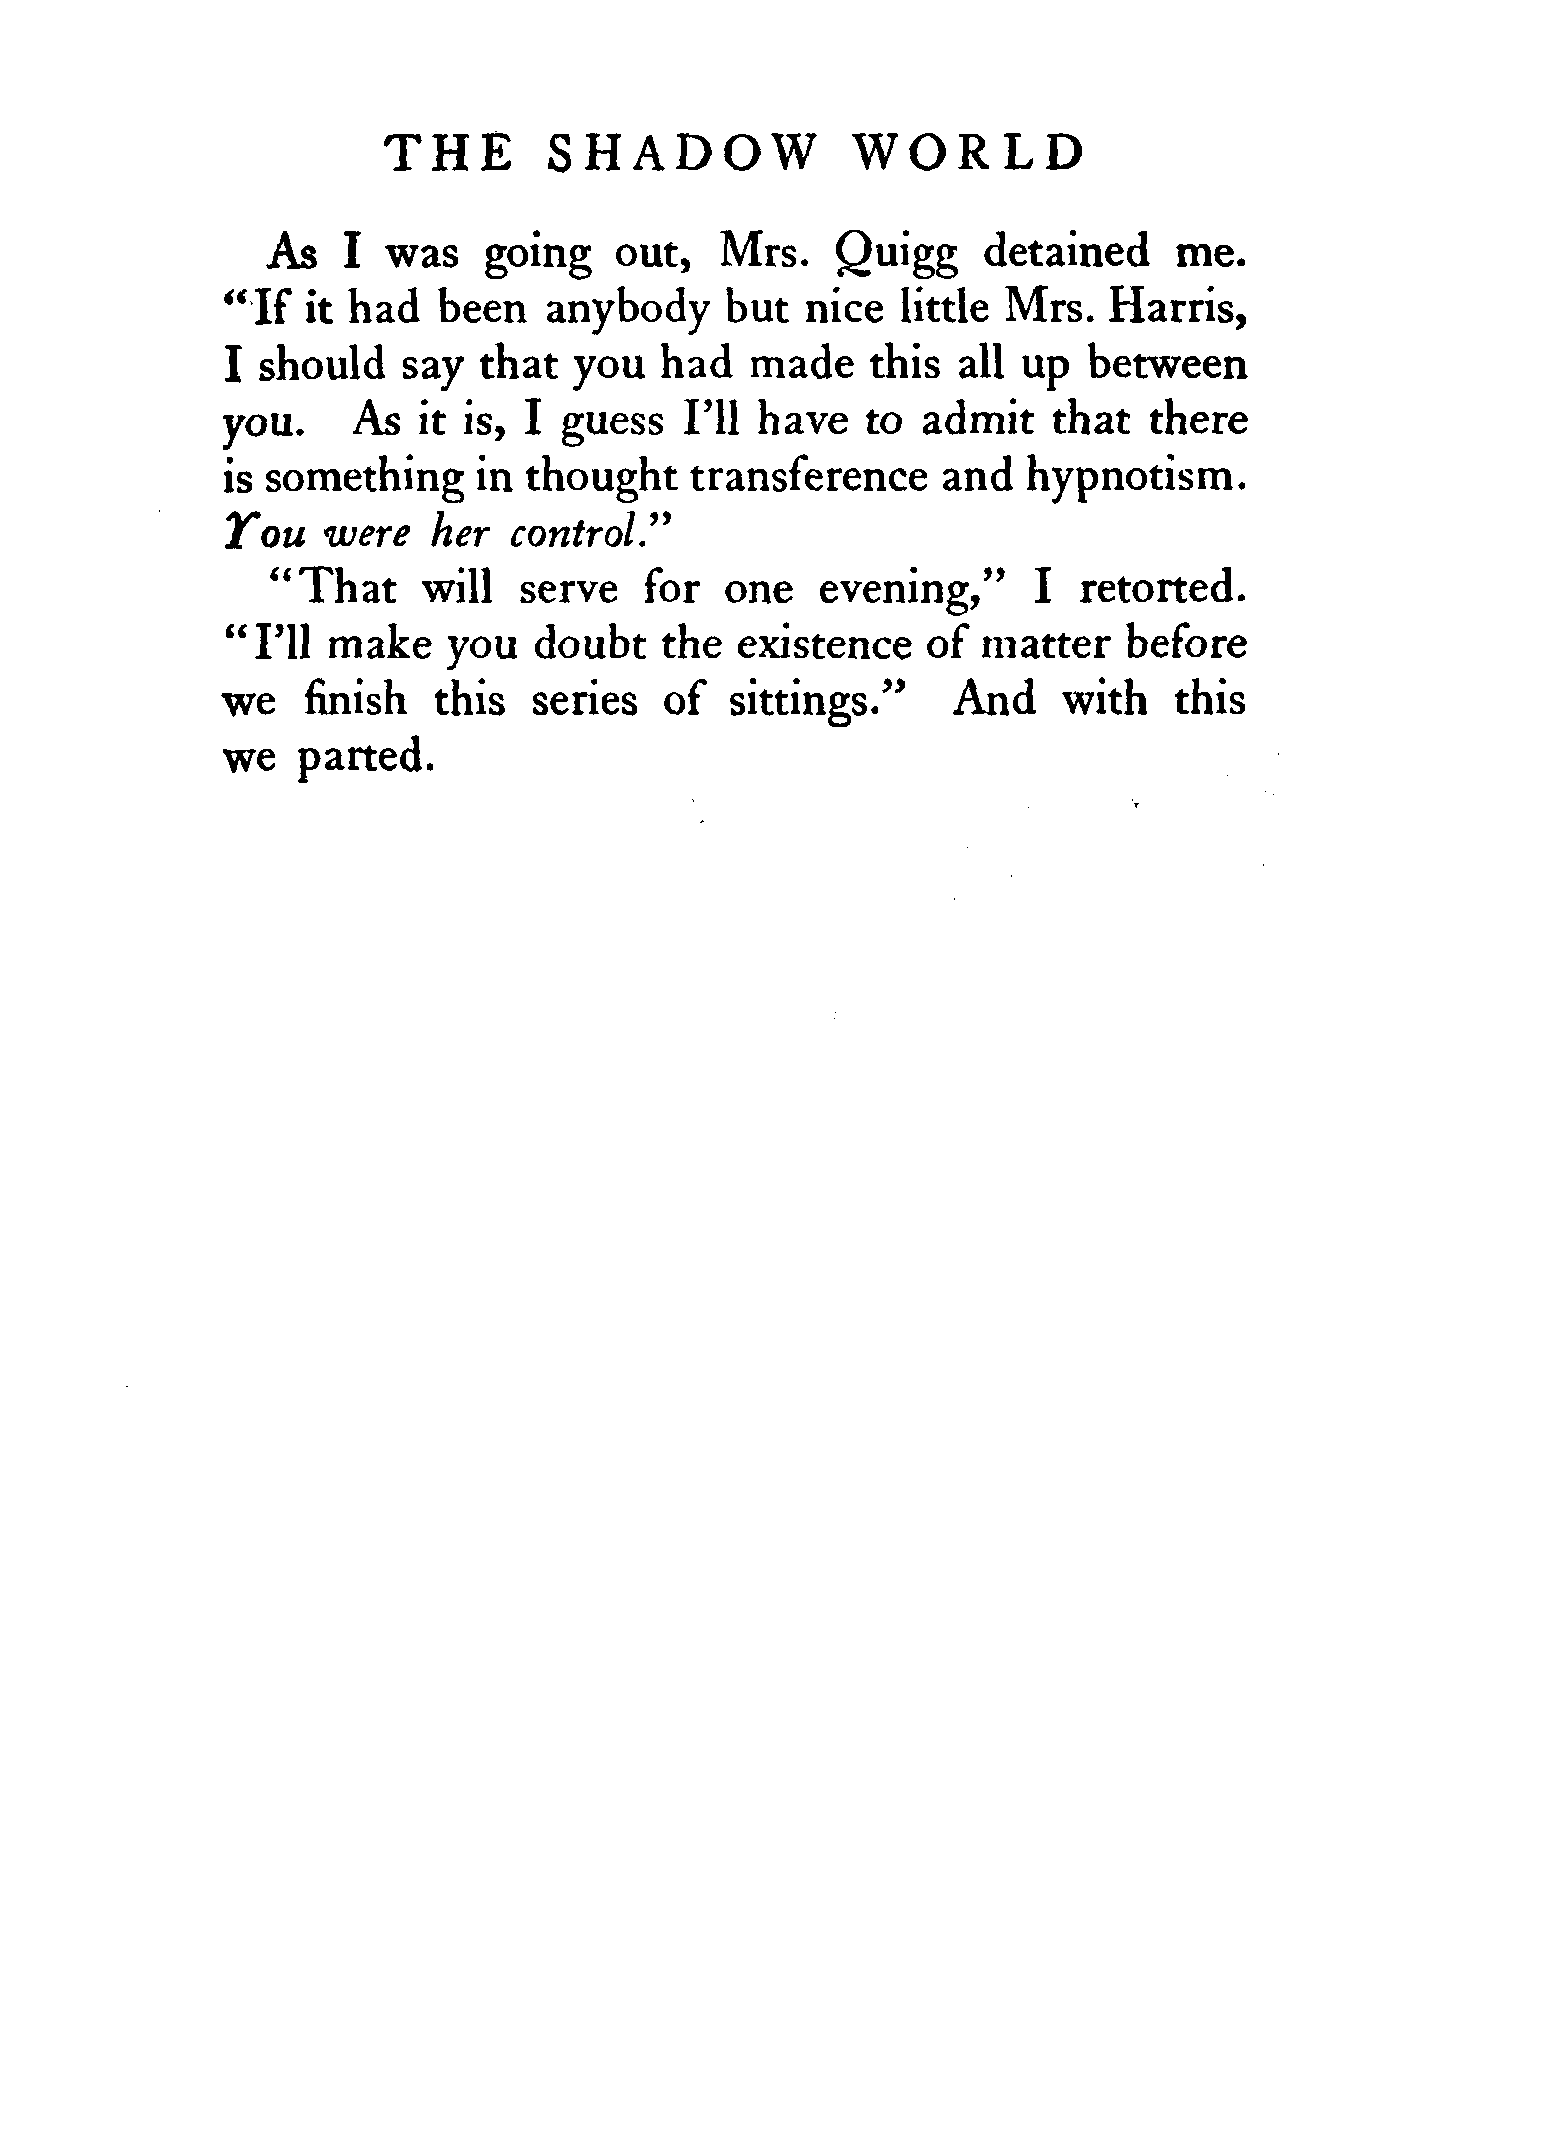 THE SHADOW WORLD
As I was going out, Mrs. Quigg detained me.
"If it had been anybody but nice little Mrs. Harris,
I should say that you had made this all up between
you. As it is, I guess I'll have to admit that there
is something in thought transference and hypnotism.
You were her control."
"That will serve for one evening," I retorted.
"I'll make you doubt the existence of matter before
we finish this series of sittings." And with this
we parted.